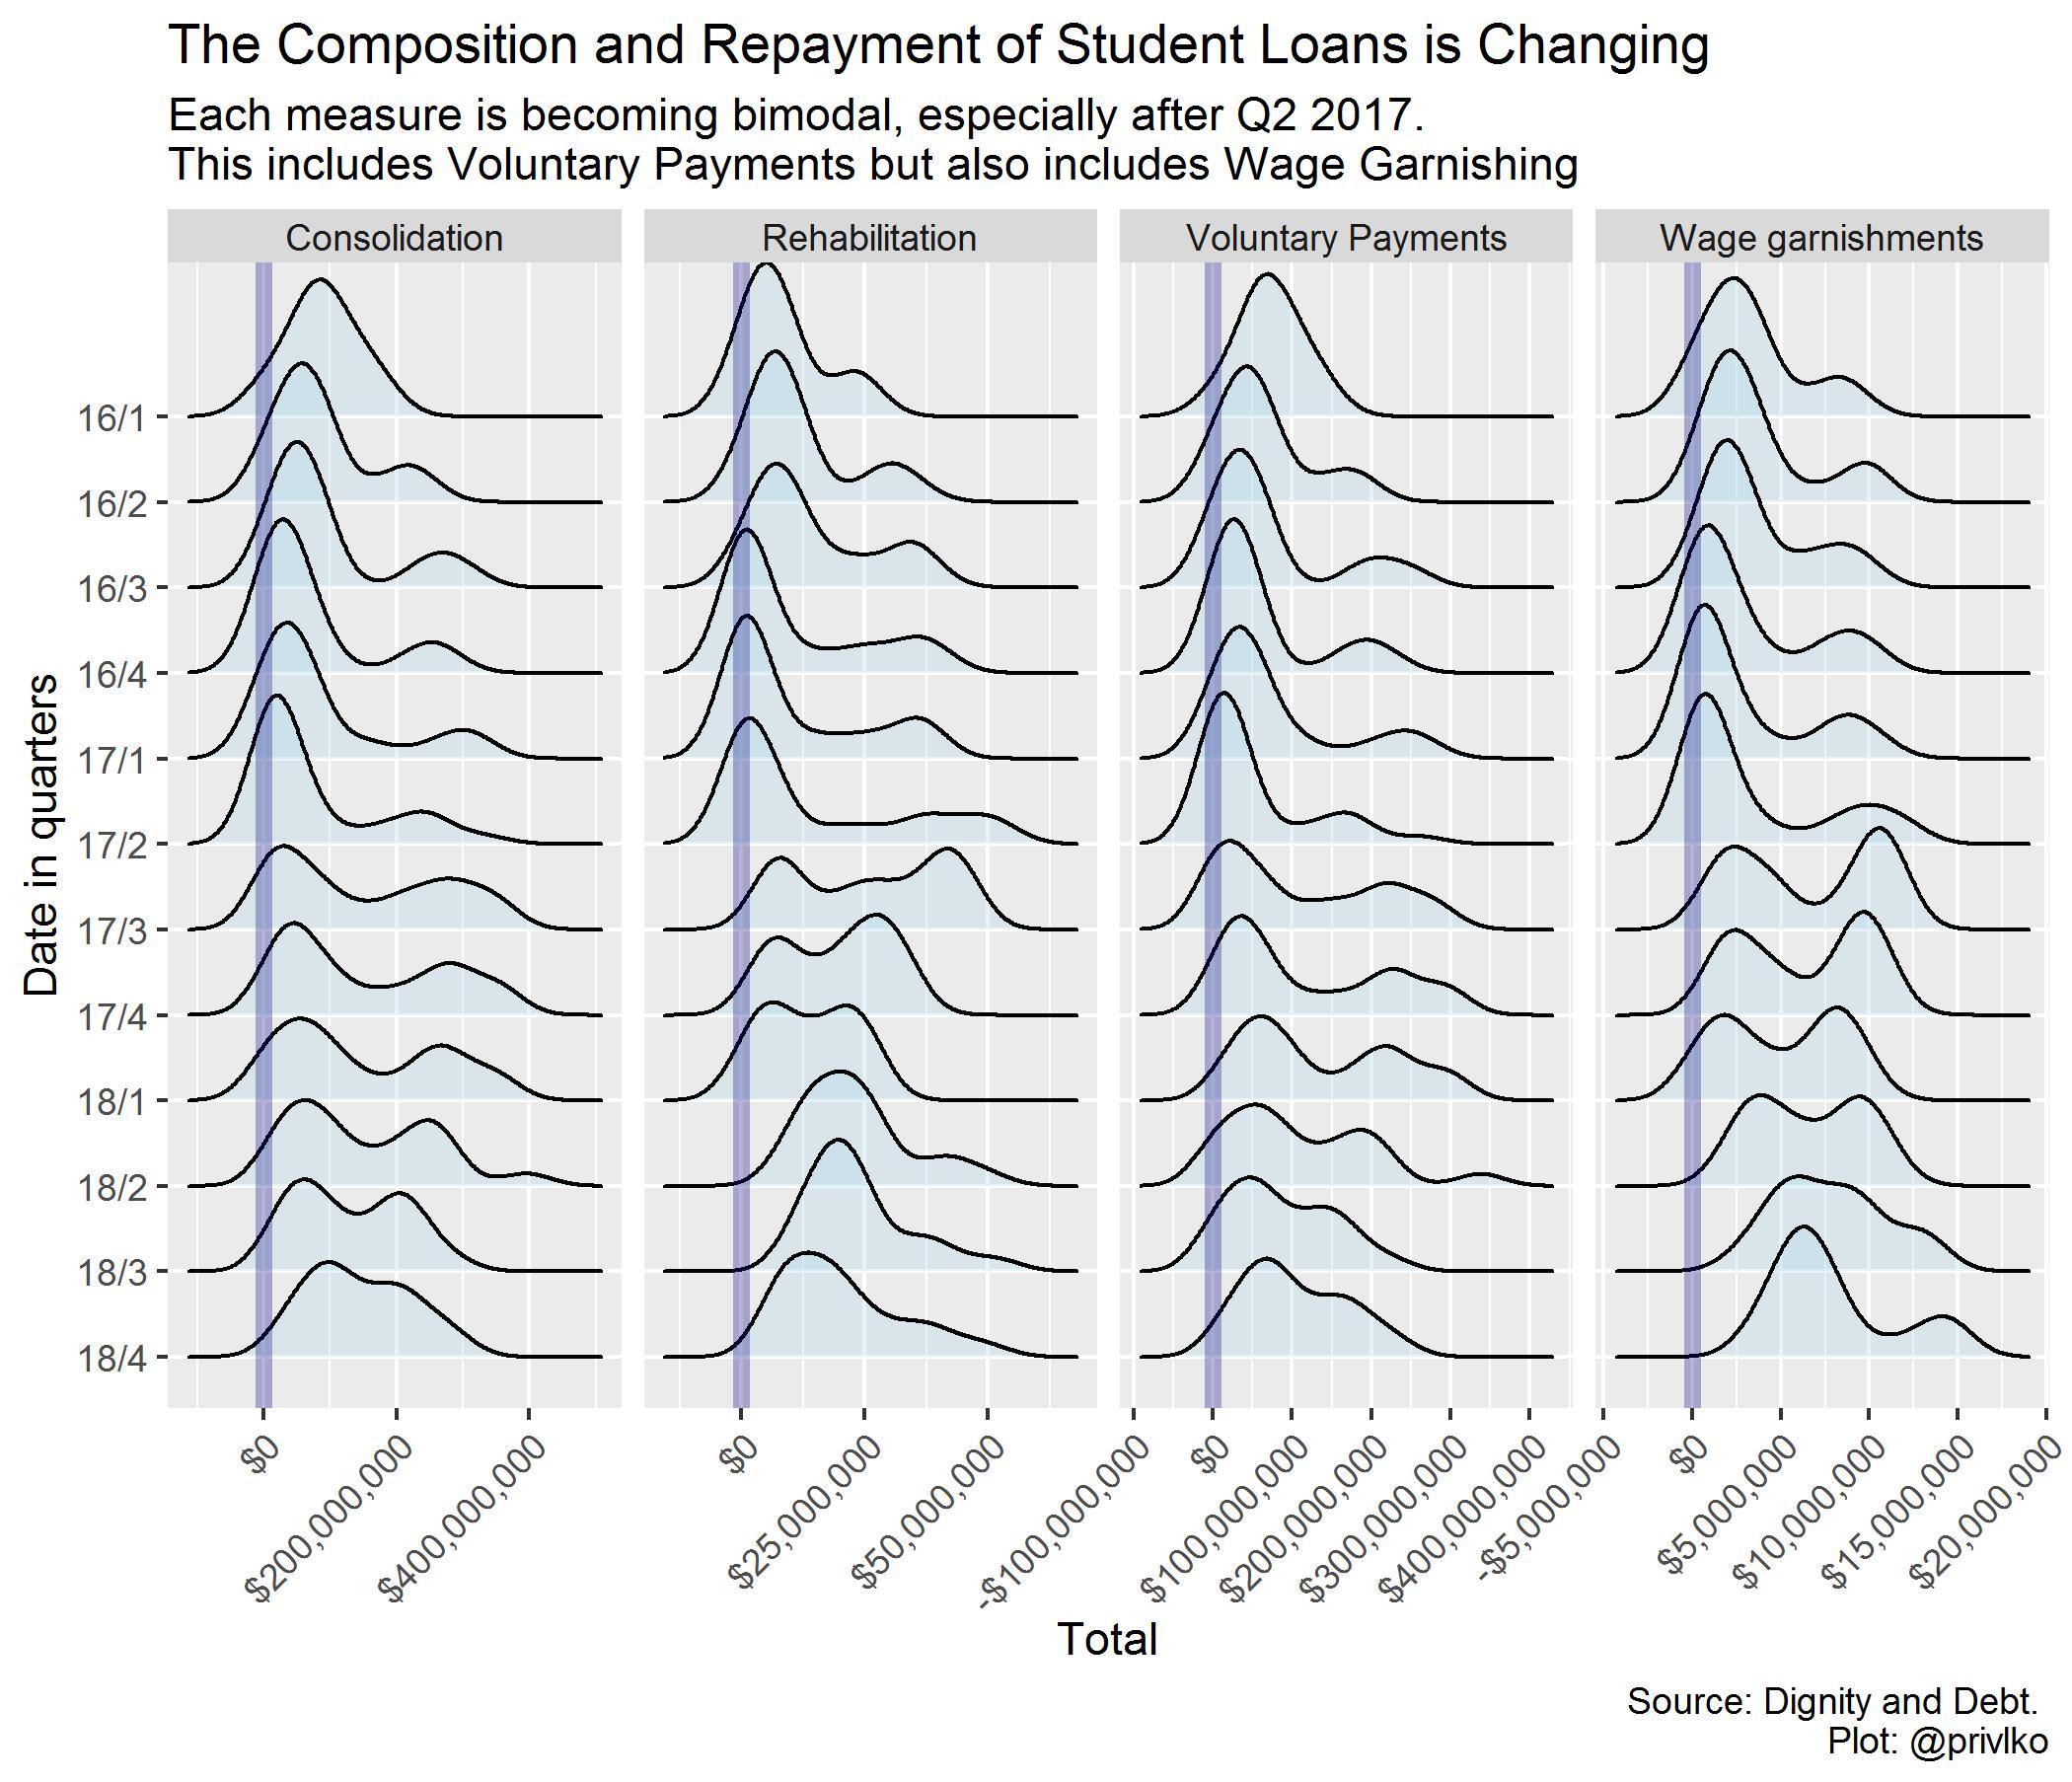 The Composition and Repayment of Student Loans is Changing
Each measure is becoming bimodal, especially after Q2 2017.
This includes Voluntary Payments but also includes Wage Garnishing
Consolidation
Rehabilitation
Voluntary Payments
Wage garnishments
Date in quarters
16/1
16/2
16/3
16/4
17/1
17/2
17/3
17/4
18/1
18/2
18/3
18/4
$0
$200,000,000
$400,000,000
$0
$25,000,000
$50,000,000
-$100,000,000
$0
$100,000,000
$200,000,000
$300,000,000
$400,000,000
-$5,000,000
$0
$5,000,000
$10,000,000
$15,000,000
$20,000,000
Total
Source: Dignity and Debt.
Plot: @privlko